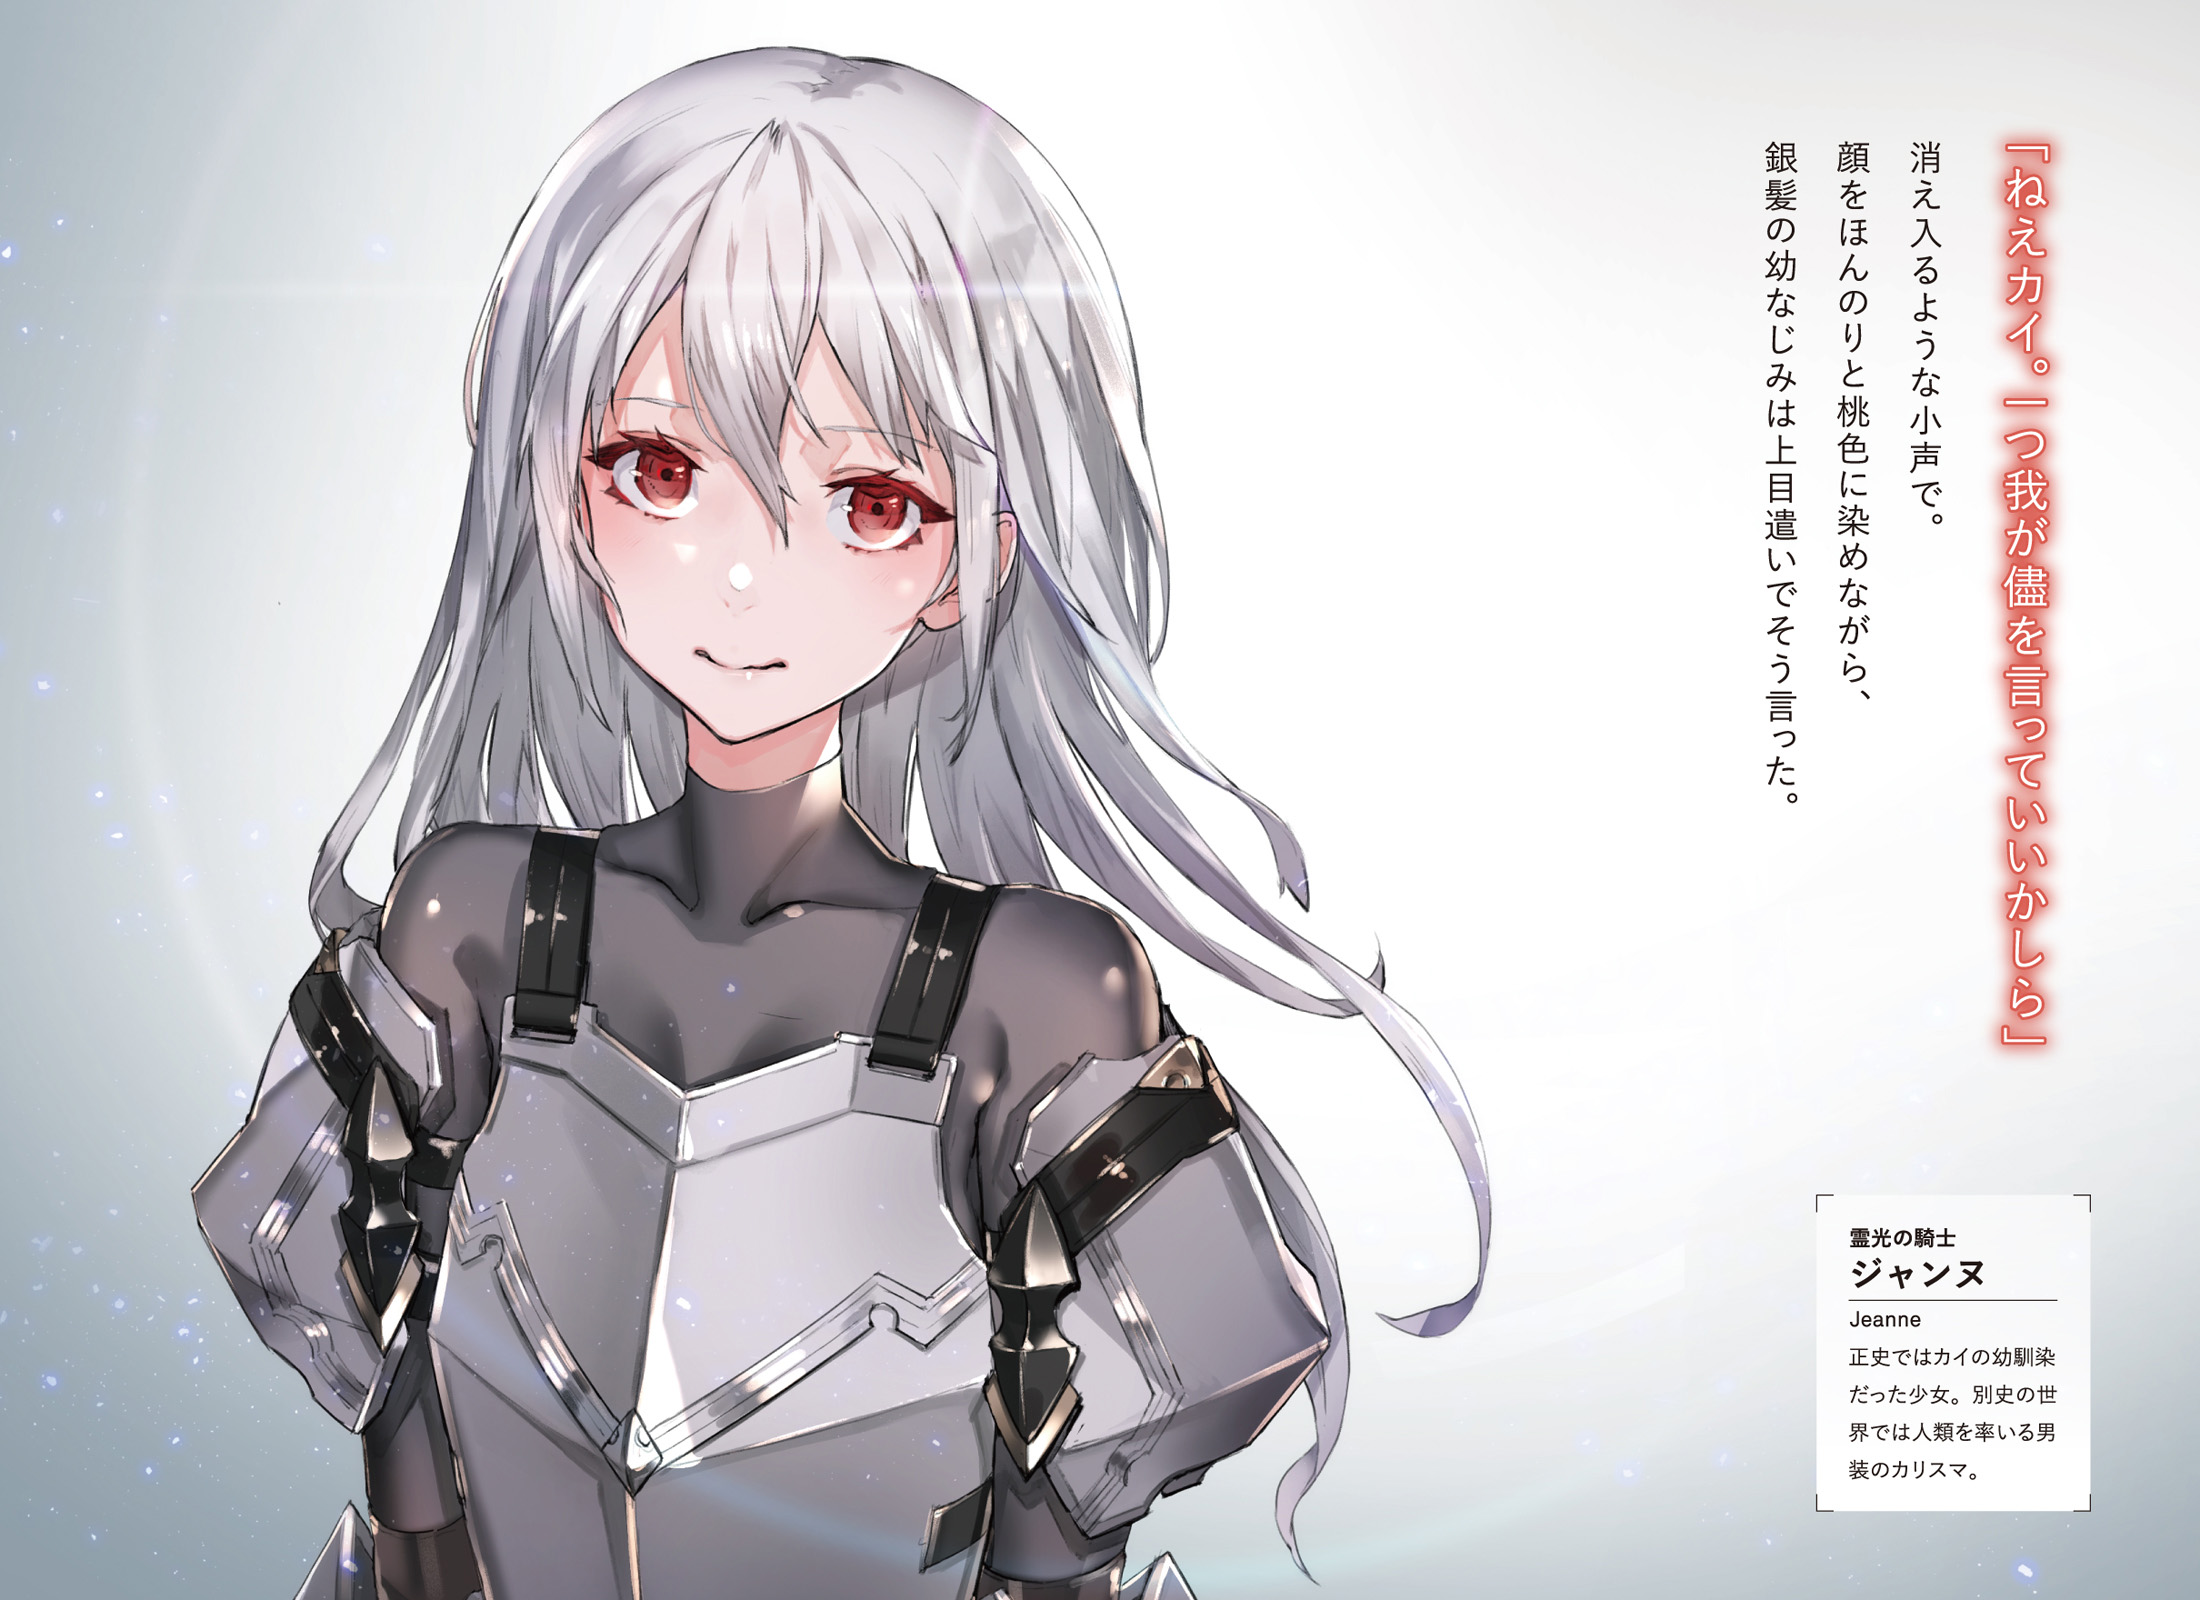 「ねえカイ。一つ我が儘を言っていいかしら」
消え入るような小声で。
顔をほんのりと桃色に染めながら、
銀髪の幼なじみは上目遣いでそう言った。
霊光の騎士
ジャンヌ
Jeanne
正史ではカイの幼馴染
だった少女。別史の世
界では人類を率いる男
装のカリスマ。